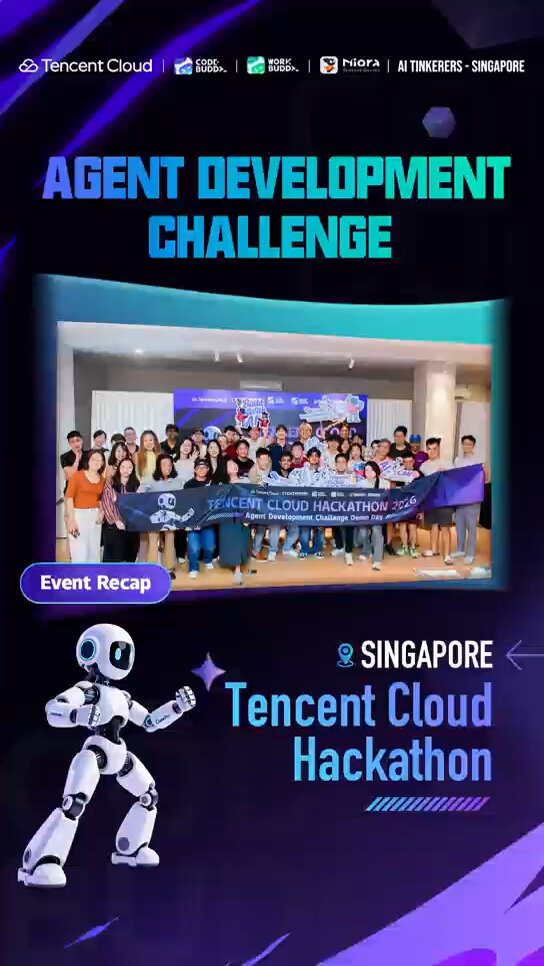 Tencent Cloud | CODE-BUDDY | WORK BUDDY | Niora | AI TINKERERS - SINGAPORE
AGENT DEVELOPMENT
CHALLENGE
TENCENT CLOUD HACKATHON 2026
Agent Development Challenge Demo Day
Event Recap
SINGAPORE
Tencent Cloud
Hackathon